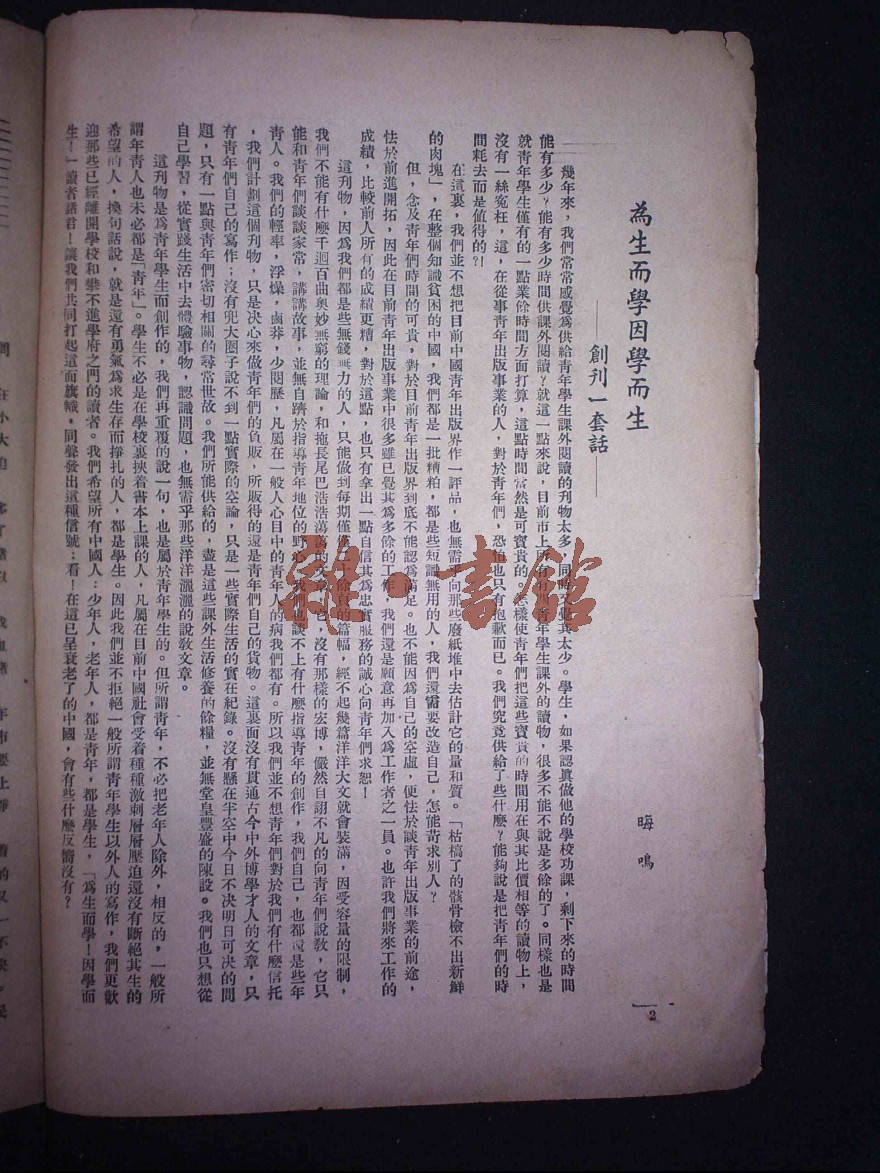 為生而學因學而生
——創刊一套話——
晦鳴
幾年來，我們常常感覺爲供給青年學生課外閱讀的刊物太多，同時又覺其太少。學生，如果認眞做他的學校功課，剩下來的時間
能有多少？能有多少時間供課外閱讀？就這一點來說，目前市上所有青年學生課外的讀物，很多不能不說是多餘的了。同樣也是
就青年學生僅有的一點業餘時間方面打算，這點時間當然是可寶貴的。怎樣使青年們把這些寶貴的時間用在與其比價相等的讀物上，
沒有一絲寃枉，這，在從事青年出版事業的人，對於青年們，恐怕也只有抱歉而已。我們究竟供給了些什麼？能夠說是把青年們的時
間耗去而是值得的？！
在這裏，我們並不想把目前中國青年出版界作一評品，也無需乎向那些廢紙堆中去估計它的量和質。「枯槁了的骸骨檢不出新鮮
的肉塊」，在整個知識貧困的中國，我們都是一批糟粕，都是些短識無用的人，我們還需要改造自己，怎能苛求別人？
但，念及青年們時間的可貴，對於目前青年出版界到底不能認爲滿足。也不能因爲自己的空虛，便怯於談青年出版事業的前途，
怯於前進開拓，因此在目前青年出版事業中很多雖已覺其爲多餘的工作，我們還是願意再加入爲工作者之一員。也許我們將來工作的
成績，比較前人所有的成績更糟，對於這點，也只有拿出一點自信其爲忠實服務的誠心向青年們求恕！
這刊物，因爲我們都是些無錢無力的人，只能做到每期僅僅十餘頁的篇幅，經不起幾篇洋洋大文就會裝滿，因受容量的限制，
我們不能有什麼千迴百曲奧妙無窮的理論，和拖長尾巴浩浩蕩蕩的文，它，沒有那樣的宏博，儼然自詡不凡的向青年們說敎，它只
能和青年們談談家常，講講故事，並無自躋於指導青年地位的野心，我們也談不上有什麼指導青年的創作，我們自己，也都還是些年
青人。我們的輕率，浮燥，鹵莽，少閱歷，凡屬在一般人心目中的青年人的病我們都有。所以我們並不想青年們對於我們有什麼信托
，我們計劃這個刊物，只是決心來做青年們的負販，所販得的還是青年們自己的貨物。這裏面沒有貫通古今中外博學才人的文章，只
有青年們自己的寫作；沒有兜大圈子說不到一點實際的空論，只是一些實際生活的實在紀錄。沒有懸在半空中今日不決明日可決的問
題，只有一點與青年們密切相關的尋常世故。我們所能供給的，盡是這些課外生活修養的餘糧，並無堂皇豐盛的陳設。我們也只想從
自己學習，從實踐生活中去體驗事物，認識問題，也無需乎那些洋洋灑灑的說敎文章。
這刊物是爲青年學生而創作的，我們再重覆的說一句，也是屬於青年學生的。但所謂青年，不必把老年人除外，相反的，一般所
謂年青人也未必都是「青年」。學生不必是在學校裏挾着書本上課的人，凡屬在目前中國社會受着種種激刺層層壓迫還沒有斷絕其生的
希望的人，換句話說，就是還有勇氣爲求生存而掙扎的人，都是學生。因此我們並不拒絕一般所謂青年學生以外人的寫作，我們更歡
迎那些已經離開學校和攀不進學府之門的讀者。我們希望所有中國人：少年人，老年人，都是青年，都是學生，「爲生而學！因學而
生！」讀者諸君！讓我們共同打起這面旗幟，同聲發出這種信號：看！在這已呈衰老了的中國，會有些什麼反響沒有？
2
雜·書館